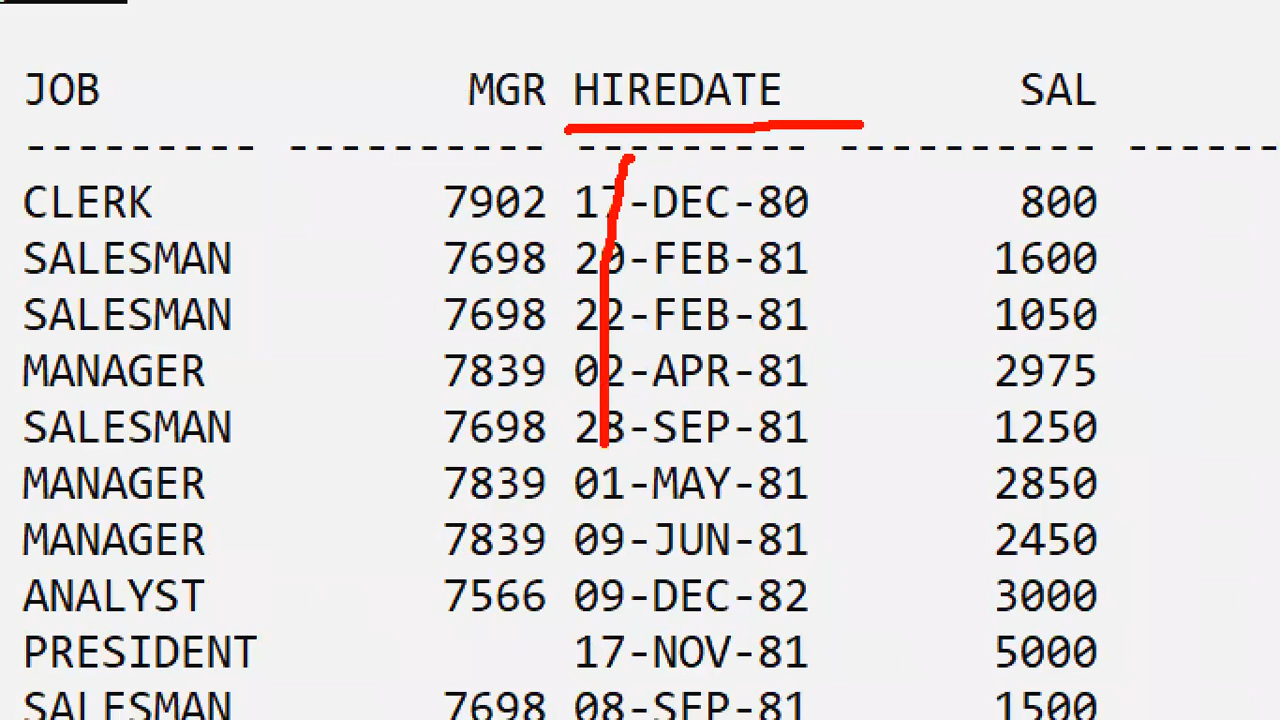 JOB MGR HIREDATE SAL
--------- ---------- --------- ---------- ------
CLERK 7902 17-DEC-80 800
SALESMAN 7698 20-FEB-81 1600
SALESMAN 7698 22-FEB-81 1050
MANAGER 7839 02-APR-81 2975
SALESMAN 7698 28-SEP-81 1250
MANAGER 7839 01-MAY-81 2850
MANAGER 7839 09-JUN-81 2450
ANALYST 7566 09-DEC-82 3000
PRESIDENT 17-NOV-81 5000
SALESMAN 7698 08-SEP-81 1500